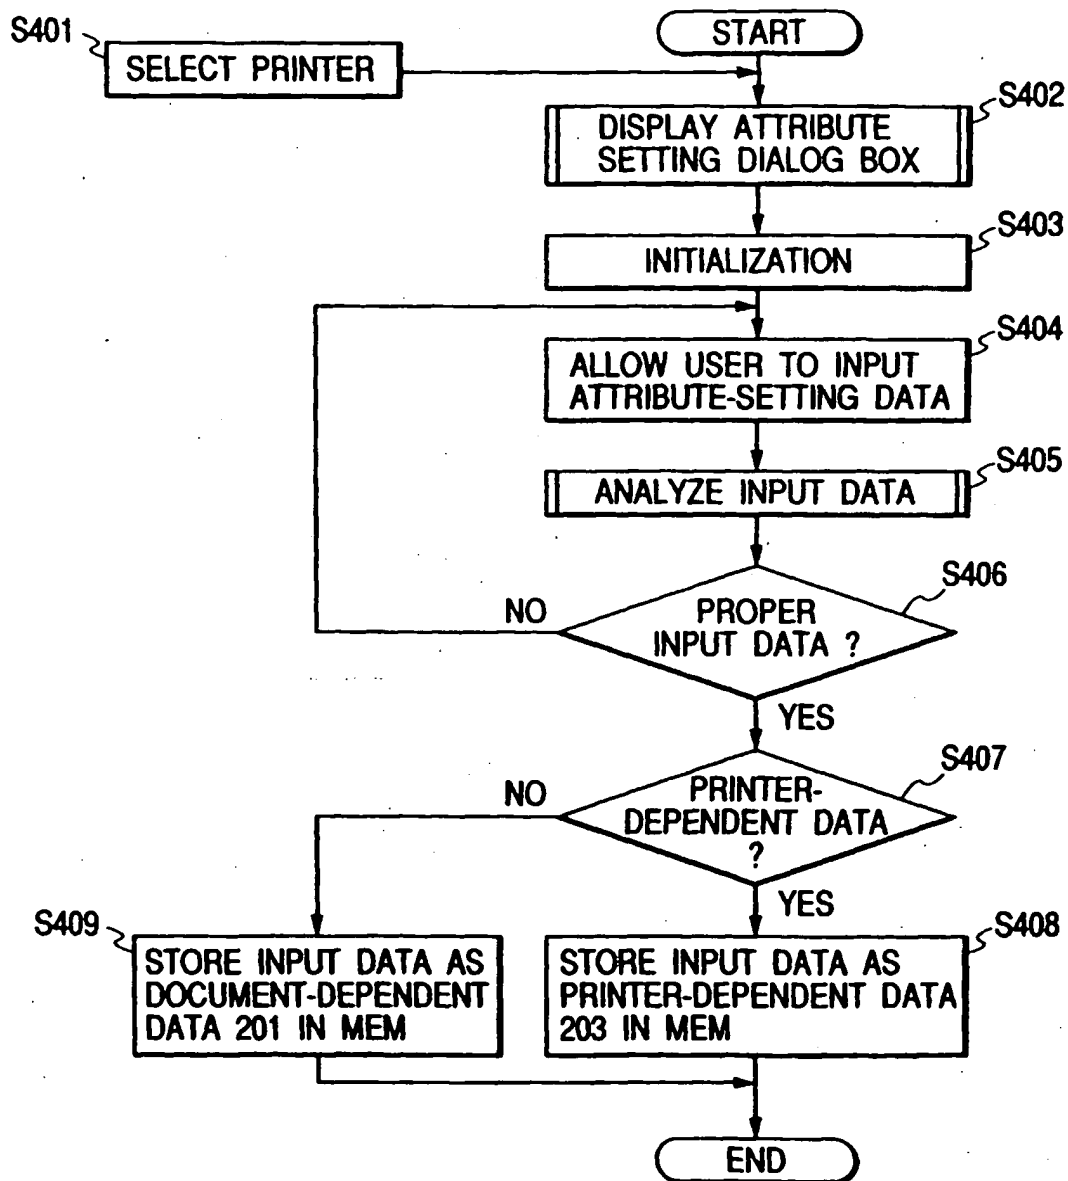 START
S401
SELECT PRINTER
S402
DISPLAY ATTRIBUTE
SETTING DIALOG BOX
S403
INITIALIZATION
S404
ALLOW USER TO INPUT
ATTRIBUTE-SETTING DATA
S405
ANALYZE INPUT DATA
S406
NO
PROPER
INPUT DATA ?
YES
S407
NO
PRINTER-
DEPENDENT DATA
?
YES
S409
STORE INPUT DATA AS
DOCUMENT-DEPENDENT
DATA 201 IN MEM
S408
STORE INPUT DATA AS
PRINTER-DEPENDENT DATA
203 IN MEM
END